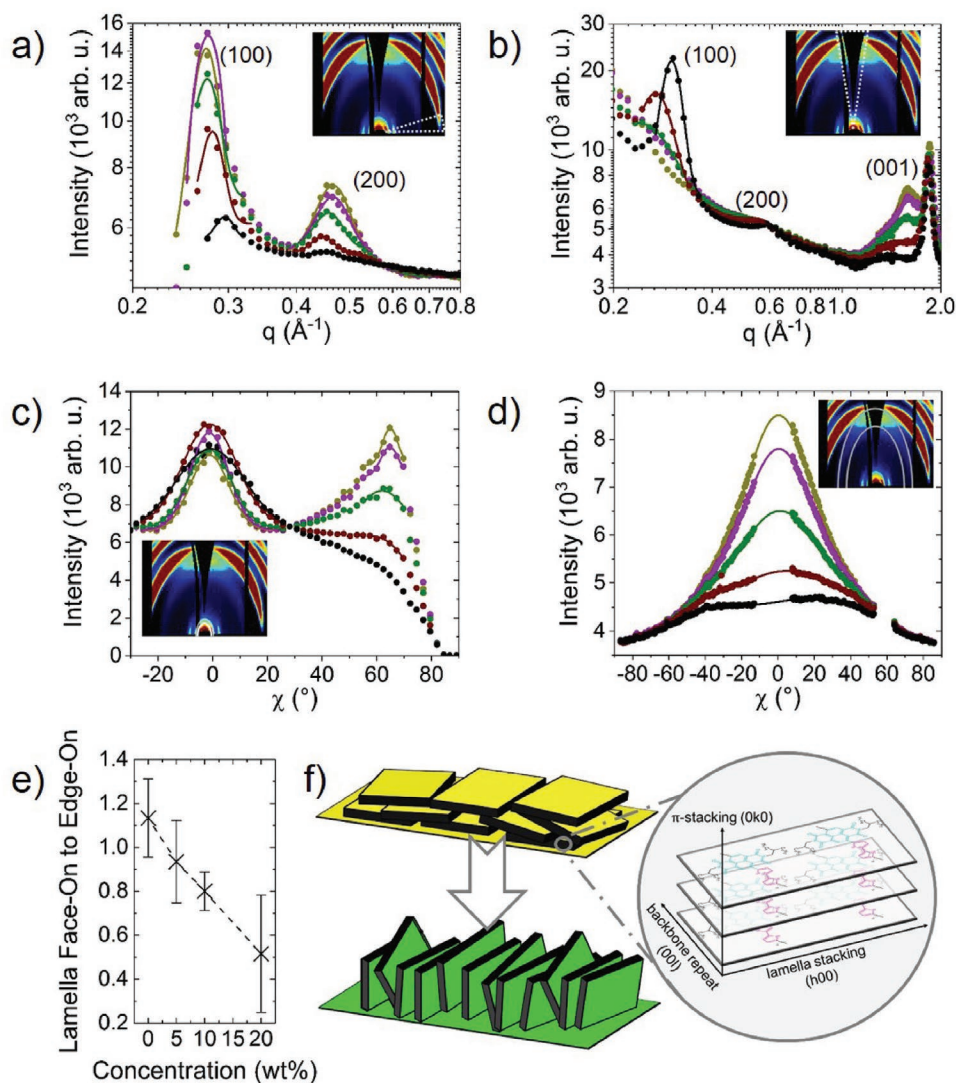 a)
Intensity (10³ arb. u.)
16
14
12
10
8
6
(100)
(200)
0.2 0.3 0.4 0.5 0.6 0.7 0.8
q (Å⁻¹)
b)
Intensity (10³ arb. u.)
20
10
8
7
6
5
4
3
(100)
(200)
(001)
0.2 0.4 0.6 0.8 1.0 2.0
q (Å⁻¹)
c)
Intensity (10³ arb. u.)
14
12
10
8
6
4
2
0
-20 0 20 40 60 80
χ (°)
d)
Intensity (10³ arb. u.)
9
8
7
6
5
4
-80 -60 -40 -20 0 20 40 60 80
χ (°)
e)
Lamella Face-On to Edge-On
1.4
1.2
1.0
0.8
0.6
0.4
0.2
0 5 10 15 20
Concentration (wt%)
f)
π-stacking (0k0)
backbone repeat
(00l)
lamella stacking
(h00)